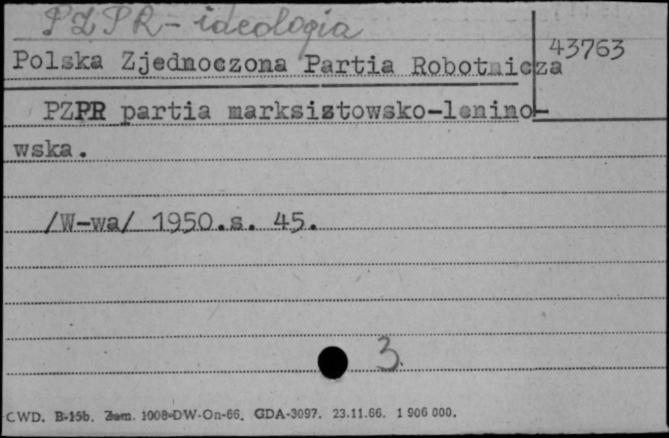 PZPR - ideologia
43763
Polska Zjednoczona Partia Robotnicza
PZPR partia marksistowsko-lenino-
wska.
/W-wa/ 1950.s. 45.
3
CWD. B-15b. Zam. 1008-DW-On-66. GDA-3097. 23.11.66. 1 906 000.